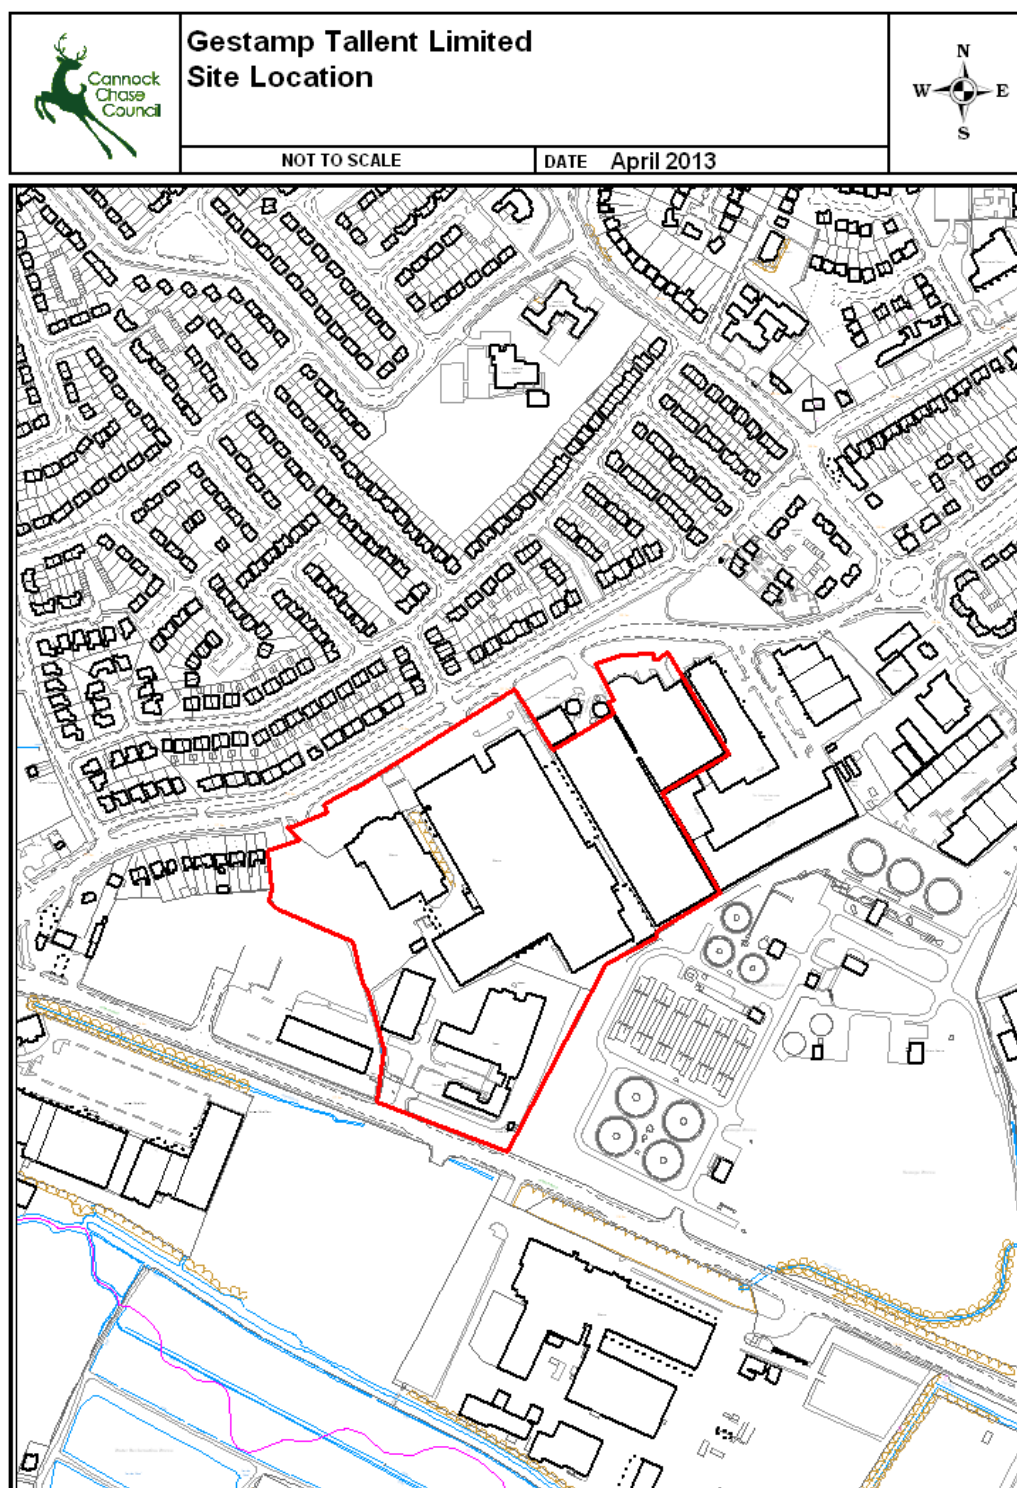 Cannock
Chase
Council
Gestamp Tallent Limited
Site Location
NOT TO SCALE
DATE April 2013
N
W E
S